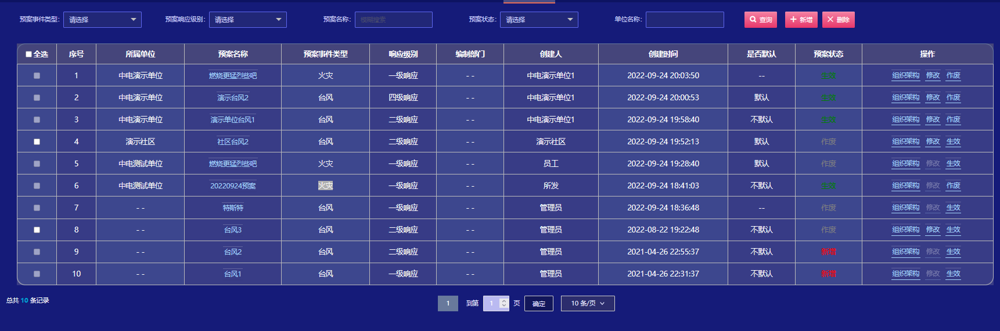 预案事件类型: 请选择 预案响应级别: 请选择 预案名称: 模糊搜索 预案状态: 请选择 单位名称: 查询 新增 删除
全选 序号 所属单位 预案名称 预案事件类型 响应级别 编制部门 创建人 创建时间 是否默认 预案状态 操作
1 中电演示单位 燃烧更猛烈些吧 火灾 一级响应 - - 中电演示单位1 2022-09-24 20:03:50 -- 生效 组织架构 修改 作废
2 中电演示单位 演示台风2 台风 四级响应 - - 中电演示单位1 2022-09-24 20:00:53 默认 生效 组织架构 修改 作废
3 中电演示单位 演示单位台风1 台风 二级响应 - - 中电演示单位1 2022-09-24 19:58:40 不默认 生效 组织架构 修改 作废
4 演示社区 社区台风2 台风 二级响应 - - 演示社区 2022-09-24 19:52:13 默认 作废 组织架构 修改 生效
5 中电测试单位 燃烧更猛烈些吧 火灾 一级响应 - - 员工 2022-09-24 19:28:40 默认 作废 组织架构 修改 生效
6 中电测试单位 20220924预案 火灾 一级响应 - - 所发 2022-09-24 18:41:03 不默认 生效 组织架构 修改 作废
7 - - 特斯特 台风 一级响应 - - 管理员 2022-09-24 18:36:48 -- 作废 组织架构 修改 生效
8 - - 台风3 台风 二级响应 - - 管理员 2022-08-22 19:22:48 不默认 作废 组织架构 修改 生效
9 - - 台风2 台风 二级响应 - - 管理员 2021-04-26 22:55:37 不默认 新增 组织架构 修改 生效
10 - - 台风1 台风 一级响应 - - 管理员 2021-04-26 22:31:37 不默认 新增 组织架构 修改 生效
总共 10 条记录 1 到第 1 页 确定 10 条/页